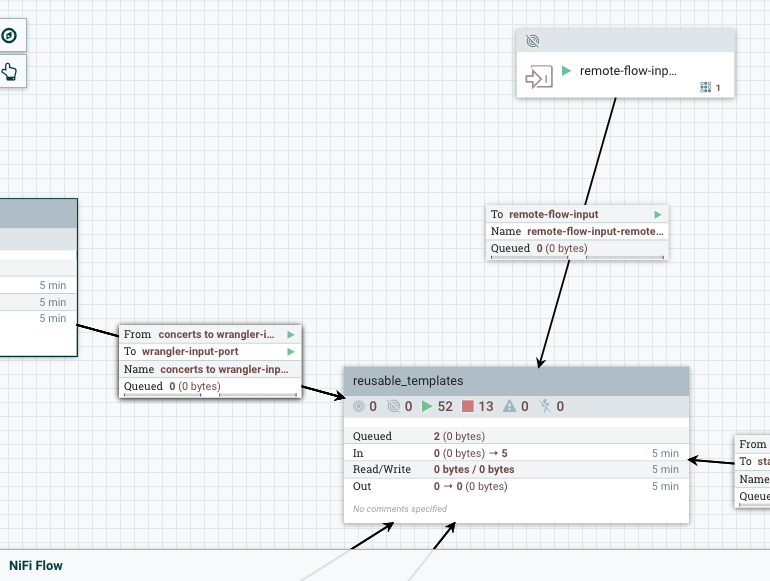 remote-flow-inp...
1
To remote-flow-input
Name remote-flow-input-remote...
Queued 0 (0 bytes)
5 min
5 min
5 min
From concerts to wrangler-i...
To wrangler-input-port
Name concerts to wrangler-inp...
Queued 0 (0 bytes)
reusable_templates
0 0 52 13 0 0
Queued 2 (0 bytes)
In 0 (0 bytes) → 5 5 min
Read/Write 0 bytes / 0 bytes 5 min
Out 0 → 0 (0 bytes) 5 min
No comments specified
From
To sta
Name
Queue
NiFi Flow